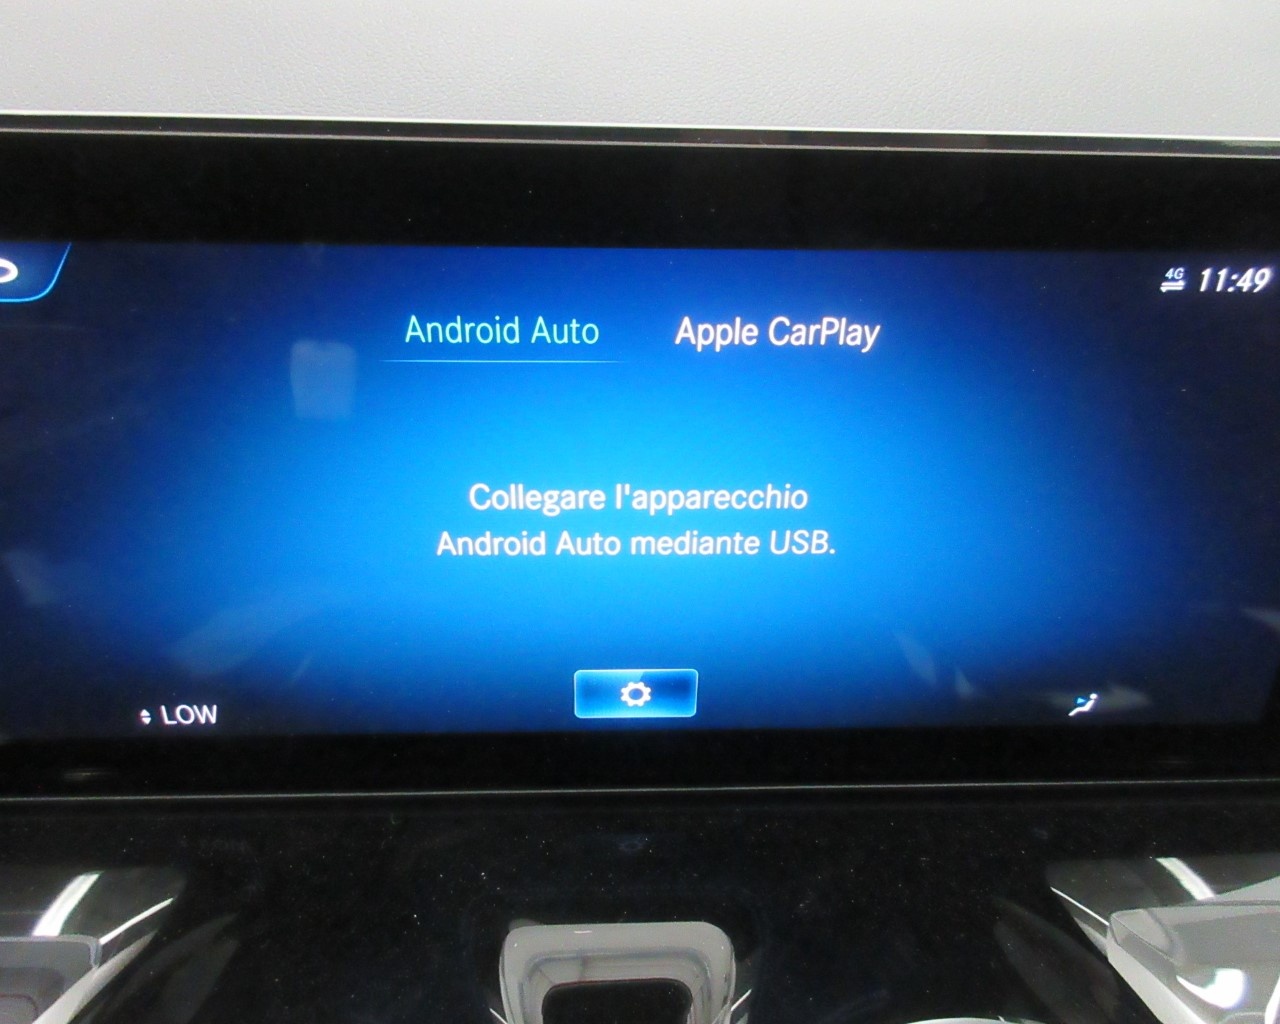 4G 11:49
Android Auto Apple CarPlay
Collegare l'apparecchio
Android Auto mediante USB.
LOW